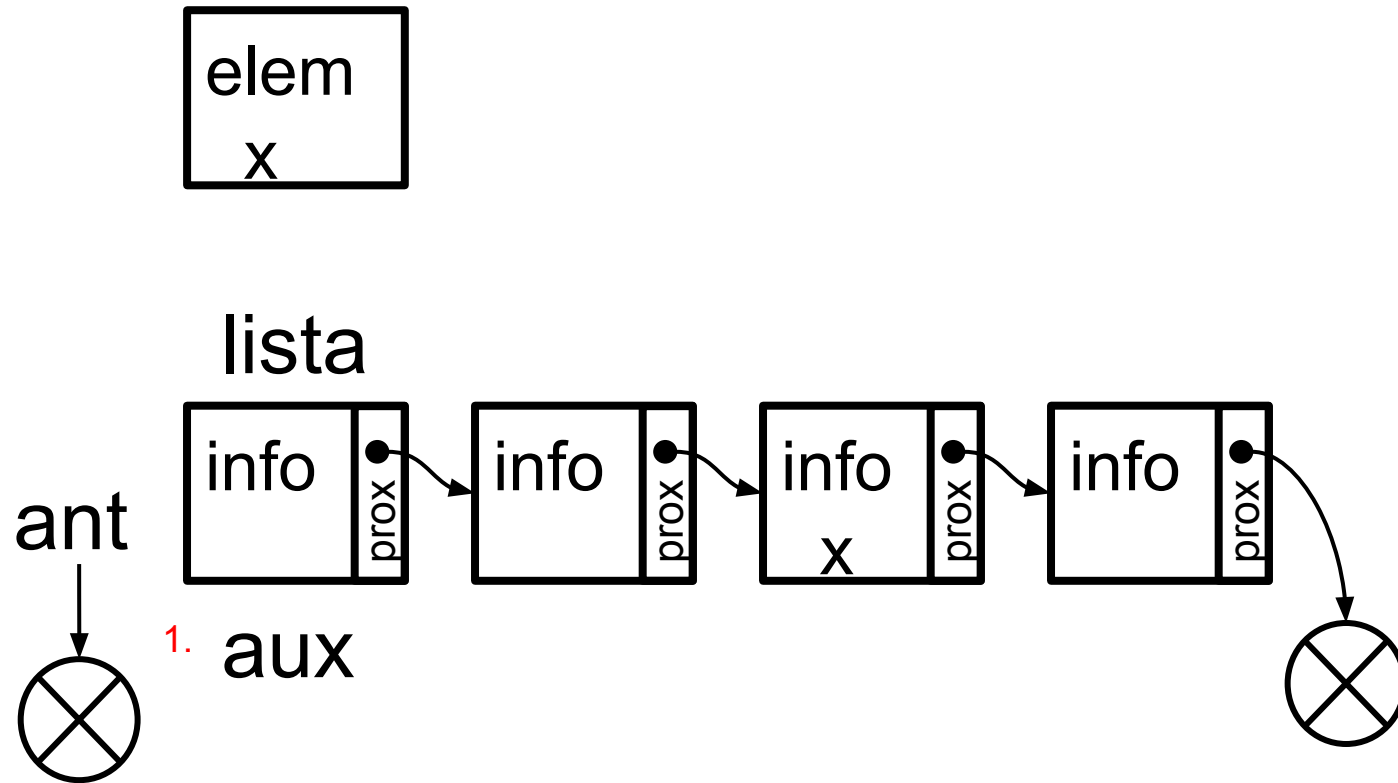 elem
x
lista
info prox info prox info prox info prox
x
ant
1. aux